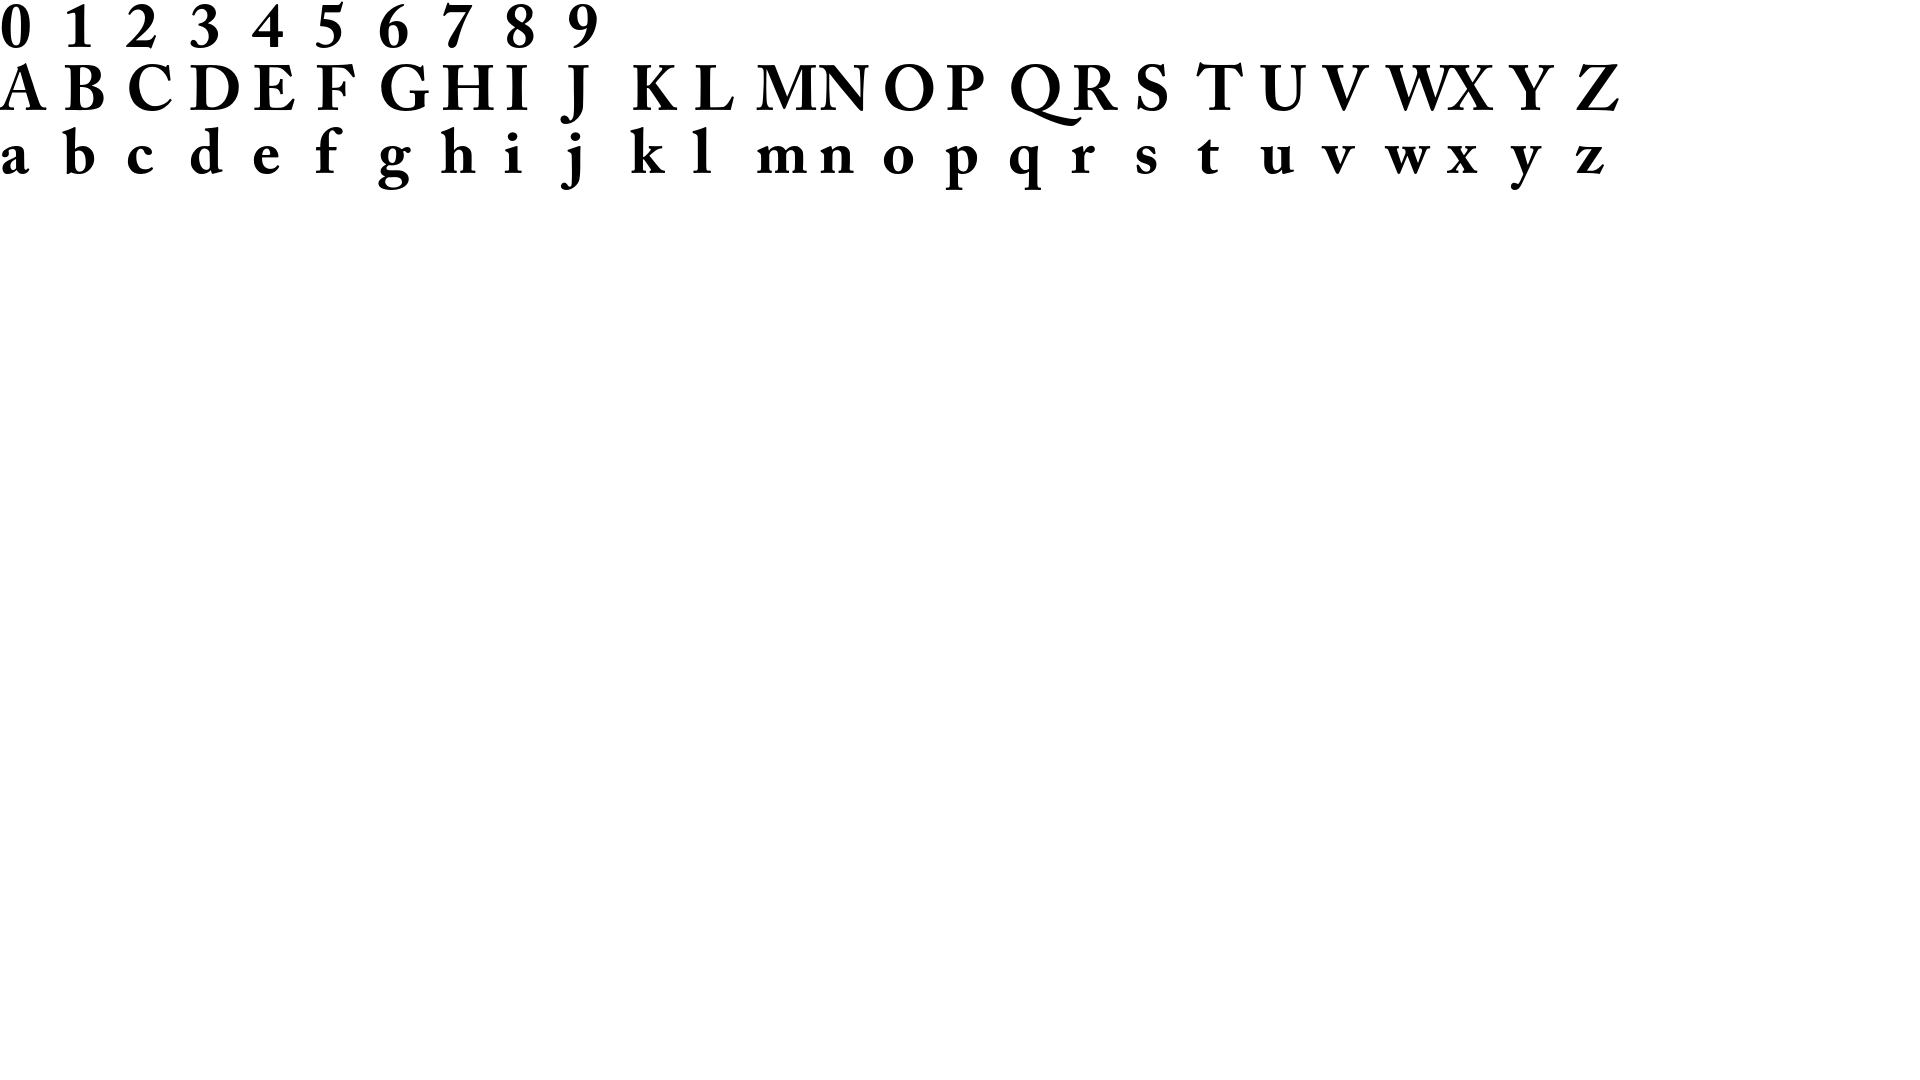 0 1 2 3 4 5 6 7 8 9
A B C D E F G H I J K L M N O P Q R S T U V W X Y Z
a b c d e f g h i j k l m n o p q r s t u v w x y z